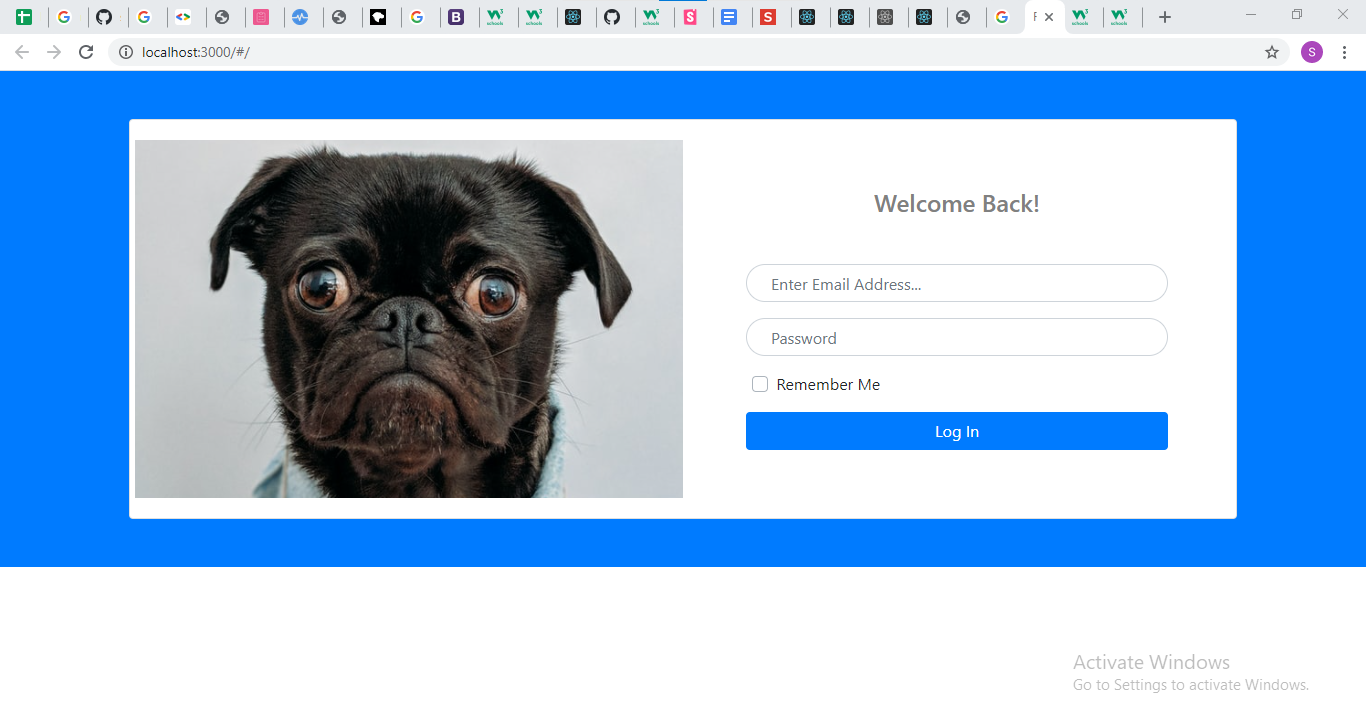 localhost:3000/#/
S
Welcome Back!
Enter Email Address...
Password
Remember Me
Log In
Activate Windows
Go to Settings to activate Windows.